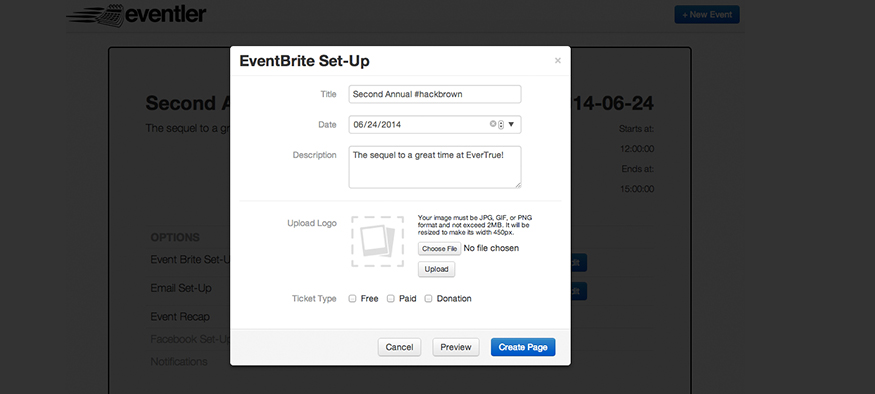 eventler
+ New Event
EventBrite Set-Up
×
Title
Second Annual #hackbrown
Date
06/24/2014
Description
The sequel to a great time at EverTrue!
Upload Logo
Your image must be JPG, GIF, or PNG
format and not exceed 2MB. It will be
resized to make its width 450px.
Choose File No file chosen
Upload
Ticket Type
Free
Paid
Donation
Cancel
Preview
Create Page
Second A
14-06-24
The sequel to a gr
Starts at:
12:00:00
Ends at:
15:00:00
OPTIONS
Event Brite Set-U
Email Set-Up
Event Recap
Facebook Set-U
Notifications